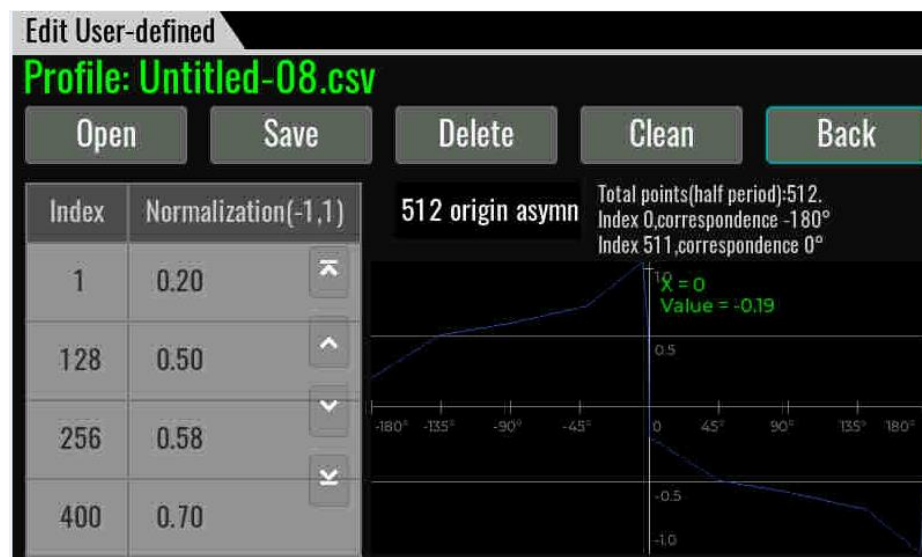 Edit User-defined
Profile: Untitled-08.csv
Open Save Delete Clean Back
Index Normalization(-1,1)
512 origin asymn
Total points(half period):512.
Index 0,correspondence -180°
Index 511,correspondence 0°
1 0.20
128 0.50
256 0.58
400 0.70
1.0
X = 0
Value = -0.19
0.5
-180° -135° -90° -45° 0 45° 90° 135° 180°
-0.5
-1.0